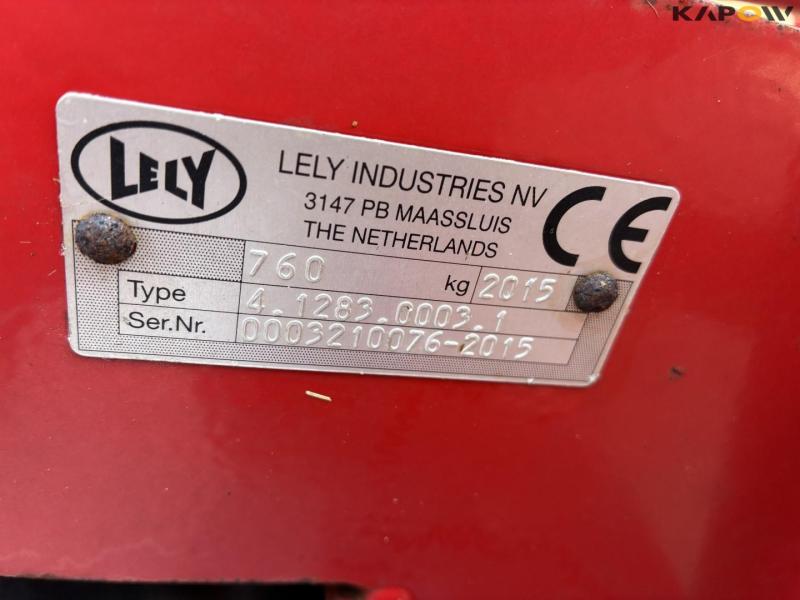 KAPOW
LELY
LELY INDUSTRIES NV
3147 PB MAASSLUIS
THE NETHERLANDS
CE
760 kg 2015
Type 4.1283.0003.1
Ser.Nr. 0003210076-2015